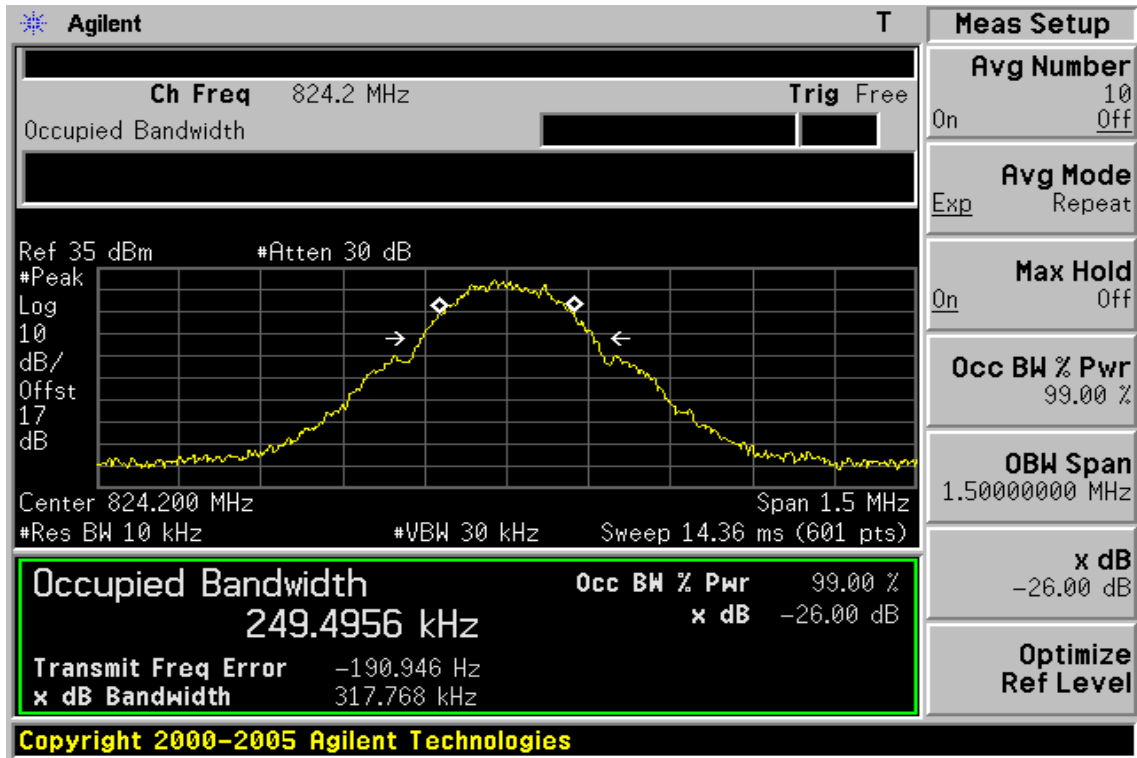 Agilent T
Ch Freq 824.2 MHz Trig Free
Occupied Bandwidth
Ref 35 dBm #Atten 30 dB
#Peak
Log
10
dB/
Offst
17
dB
Center 824.200 MHz Span 1.5 MHz
#Res BW 10 kHz #VBW 30 kHz Sweep 14.36 ms (601 pts)
Occupied Bandwidth Occ BW % Pwr 99.00 %
249.4956 kHz x dB -26.00 dB
Transmit Freq Error -190.946 Hz
x dB Bandwidth 317.768 kHz
Copyright 2000-2005 Agilent Technologies
Meas Setup
Avg Number
10
On Off
Avg Mode
Exp Repeat
Max Hold
On Off
Occ BW % Pwr
99.00 %
OBW Span
1.50000000 MHz
x dB
-26.00 dB
Optimize
Ref Level